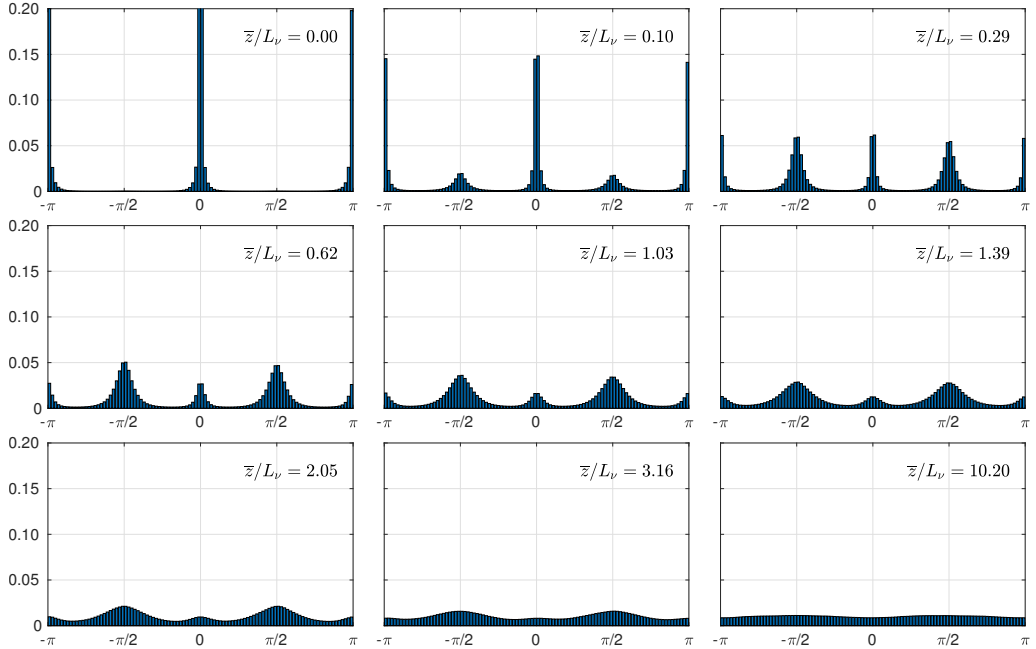 0.20
0.15
0.10
0.05
0
z̅/L_ν = 0.00
-π -π/2 0 π/2 π
z̅/L_ν = 0.10
-π -π/2 0 π/2 π
z̅/L_ν = 0.29
-π -π/2 0 π/2 π
0.20
0.15
0.10
0.05
0
z̅/L_ν = 0.62
-π -π/2 0 π/2 π
z̅/L_ν = 1.03
-π -π/2 0 π/2 π
z̅/L_ν = 1.39
-π -π/2 0 π/2 π
0.20
0.15
0.10
0.05
0
z̅/L_ν = 2.05
-π -π/2 0 π/2 π
z̅/L_ν = 3.16
-π -π/2 0 π/2 π
z̅/L_ν = 10.20
-π -π/2 0 π/2 π